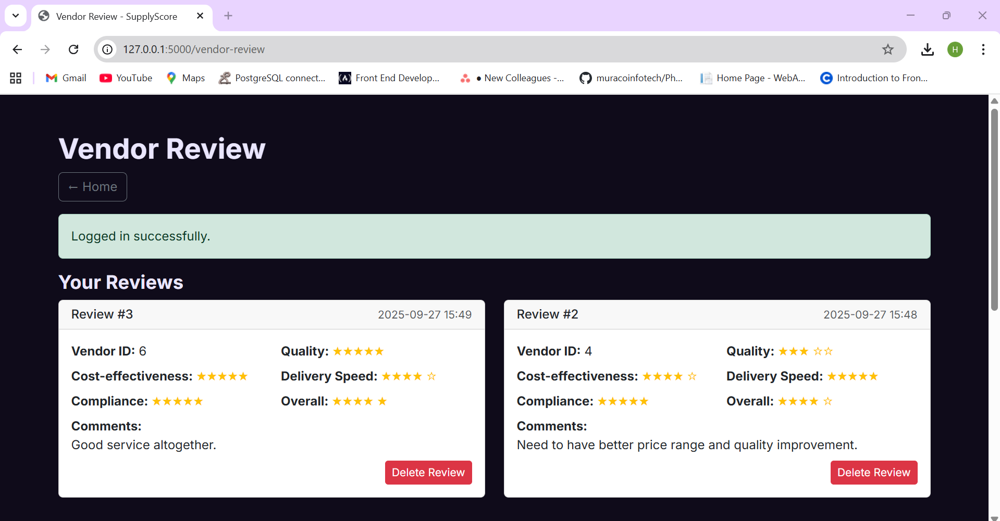 Vendor Review - SupplyScore
127.0.0.1:5000/vendor-review
H
Gmail YouTube Maps PostgreSQL connect... Front End Develop... ● New Colleagues -... muracoinfotech/Ph... Home Page - WebA... Introduction to Fron...
Vendor Review
← Home
Logged in successfully.
Your Reviews
Review #3 2025-09-27 15:49
Vendor ID: 6 Quality: ★★★★★
Cost-effectiveness: ★★★★★ Delivery Speed: ★★★★ ☆
Compliance: ★★★★★ Overall: ★★★★ ★
Comments:
Good service altogether.
Delete Review
Review #2 2025-09-27 15:48
Vendor ID: 4 Quality: ★★★ ☆☆
Cost-effectiveness: ★★★★ ☆ Delivery Speed: ★★★★★
Compliance: ★★★★★ Overall: ★★★★ ☆
Comments:
Need to have better price range and quality improvement.
Delete Review